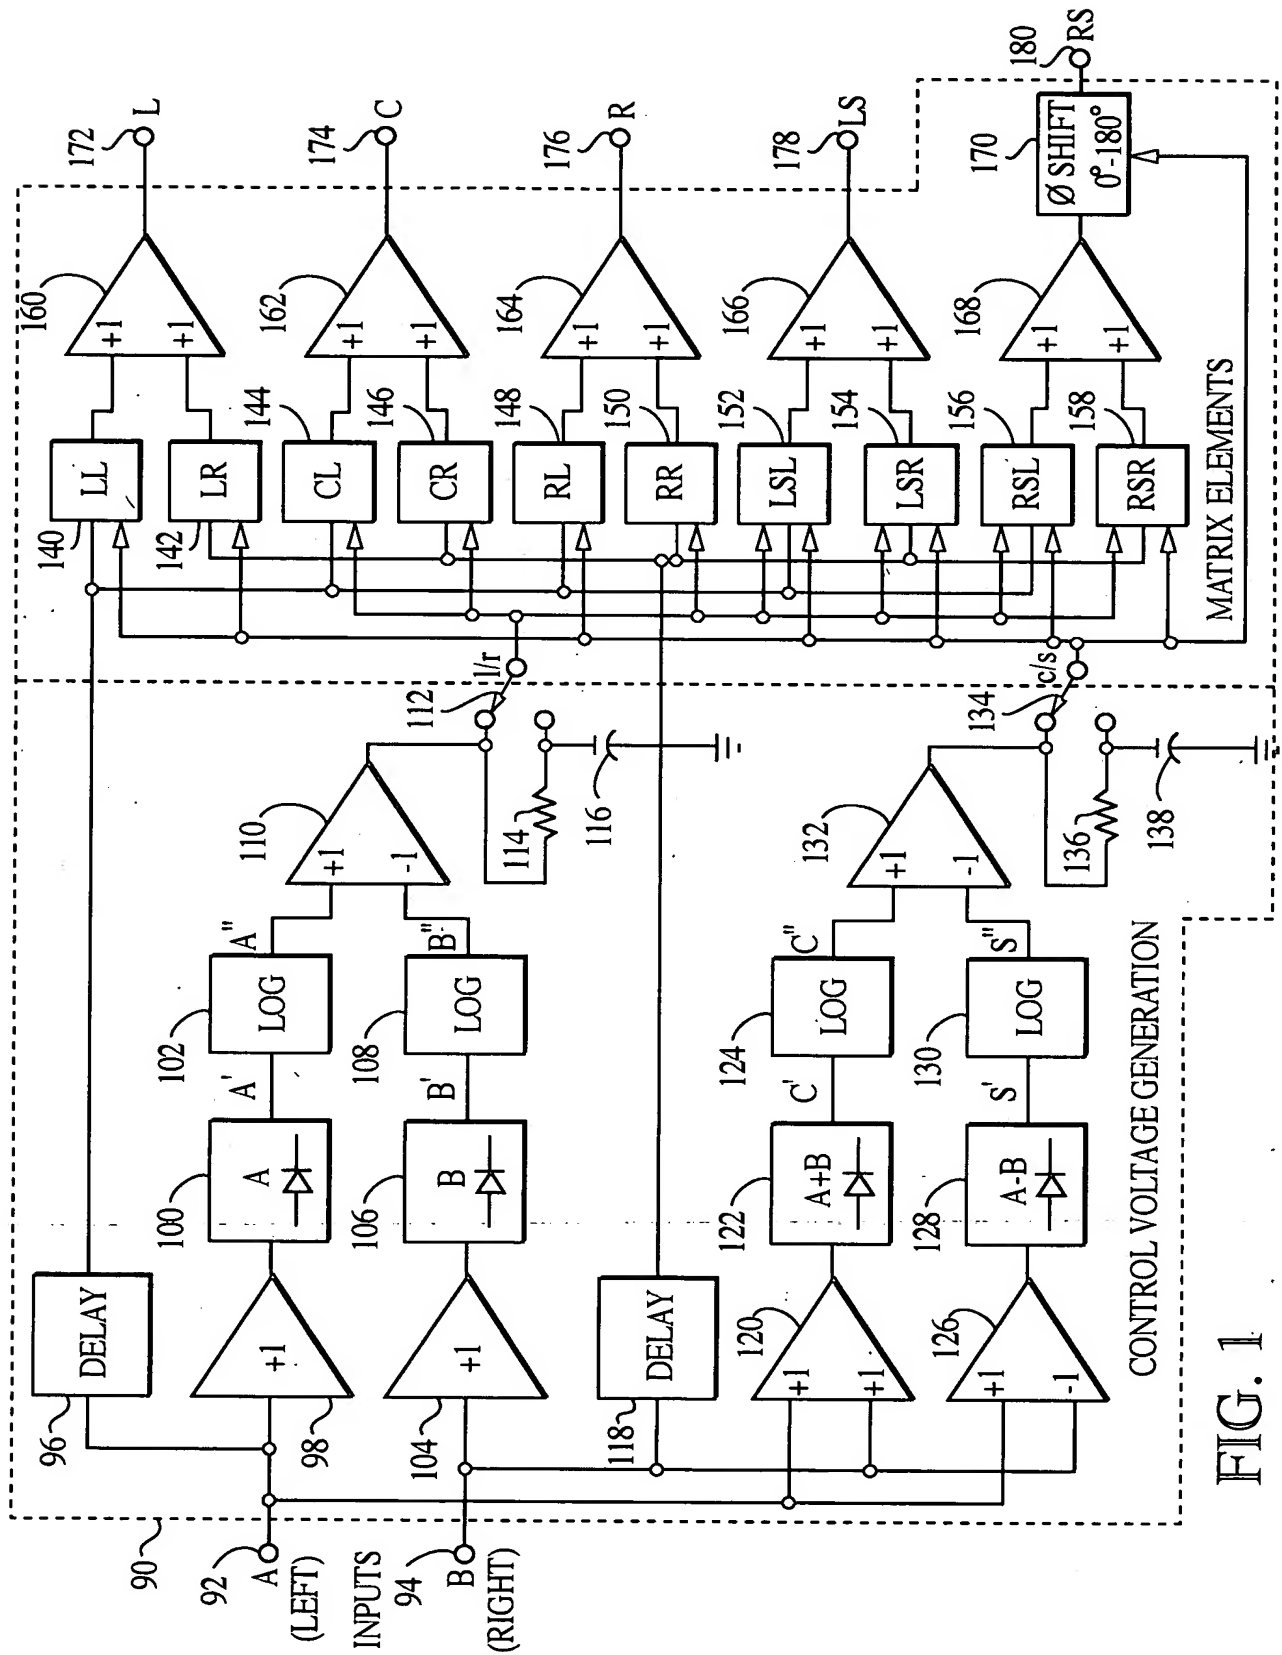 90
92
A
(LEFT)
INPUTS
94
B
(RIGHT)
96
DELAY
98
+1
100
A
A'
102
LOG
A"
104
+1
106
B
B'
108
LOG
B"
110
+1
-1
112
l/r
114
116
118
DELAY
120
+1
+1
122
A+B
C'
124
LOG
C"
126
+1
-1
128
A-B
S'
130
LOG
S"
132
+1
-1
134
c/s
136
138
CONTROL VOLTAGE GENERATION
140
LL
142
LR
144
CL
146
CR
148
RL
150
RR
152
LSL
154
LSR
156
RSL
158
RSR
160
+1
+1
162
+1
+1
164
+1
+1
166
+1
+1
168
+1
+1
170
Ø SHIFT
0°-180°
172
L
174
C
176
R
178
LS
180
RS
MATRIX ELEMENTS
FIG. 1